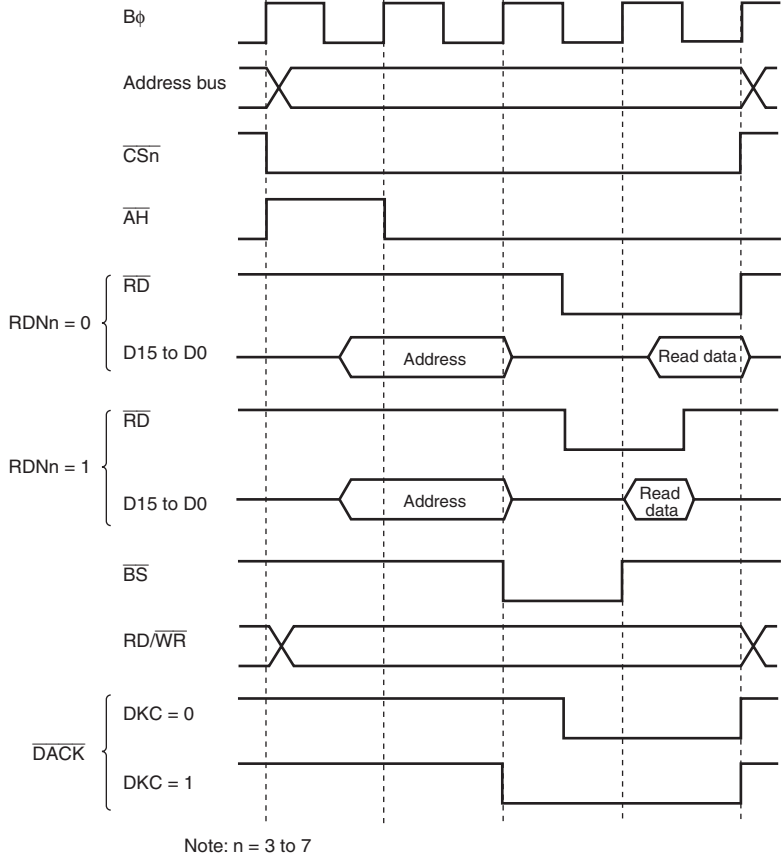 Bϕ
Address bus
CSn
AH
RDNn = 0
RD
D15 to D0
Address
Read data
RDNn = 1
RD
D15 to D0
Address
Read
data
BS
RD/WR
DACK
DKC = 0
DKC = 1
Note: n = 3 to 7